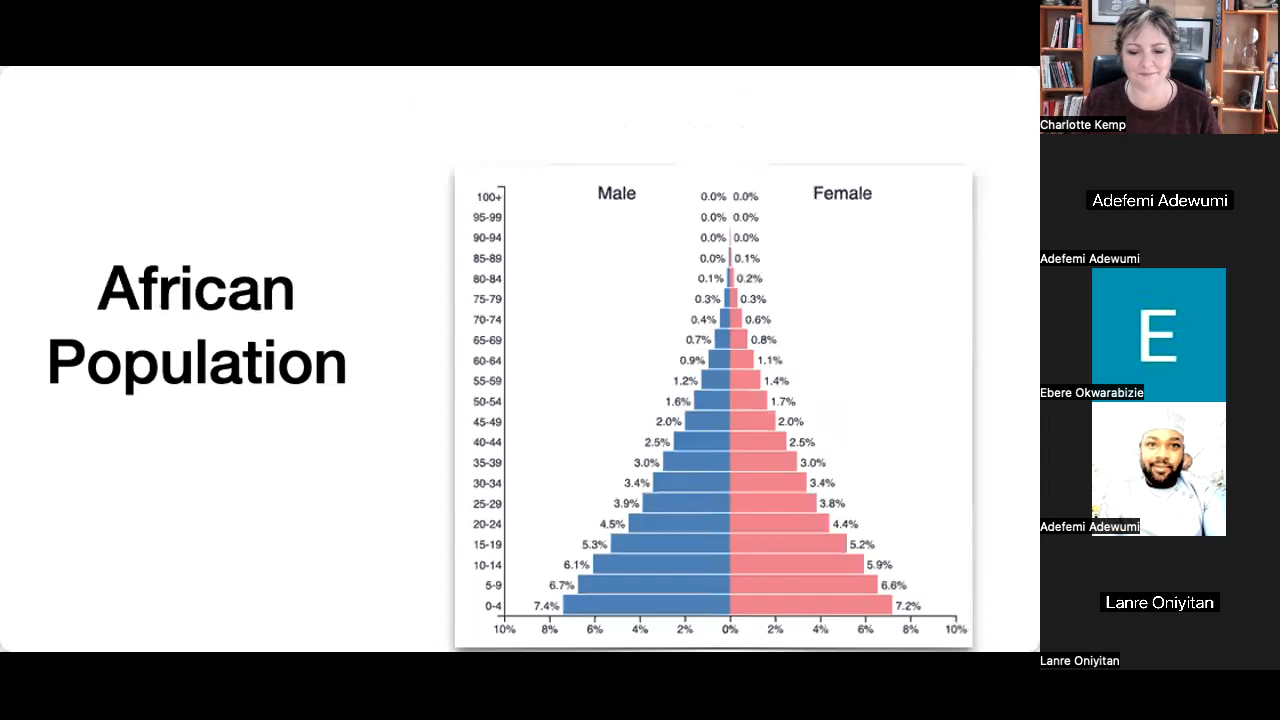 African
Population
Male
Female
100+ 0.0% 0.0%
95-99 0.0% 0.0%
90-94 0.0% 0.0%
85-89 0.0% 0.1%
80-84 0.1% 0.2%
75-79 0.3% 0.3%
70-74 0.4% 0.6%
65-69 0.7% 0.8%
60-64 0.9% 1.1%
55-59 1.2% 1.4%
50-54 1.6% 1.7%
45-49 2.0% 2.0%
40-44 2.5% 2.5%
35-39 3.0% 3.0%
30-34 3.4% 3.4%
25-29 3.9% 3.8%
20-24 4.5% 4.4%
15-19 5.3% 5.2%
10-14 6.1% 5.9%
5-9 6.7% 6.6%
0-4 7.4% 7.2%
10% 8% 6% 4% 2% 0% 2% 4% 6% 8% 10%
Charlotte Kemp
Adefemi Adewumi
Adefemi Adewumi
E
Ebere Okwarabizie
Adefemi Adewumi
Lanre Oniyitan
Lanre Oniyitan